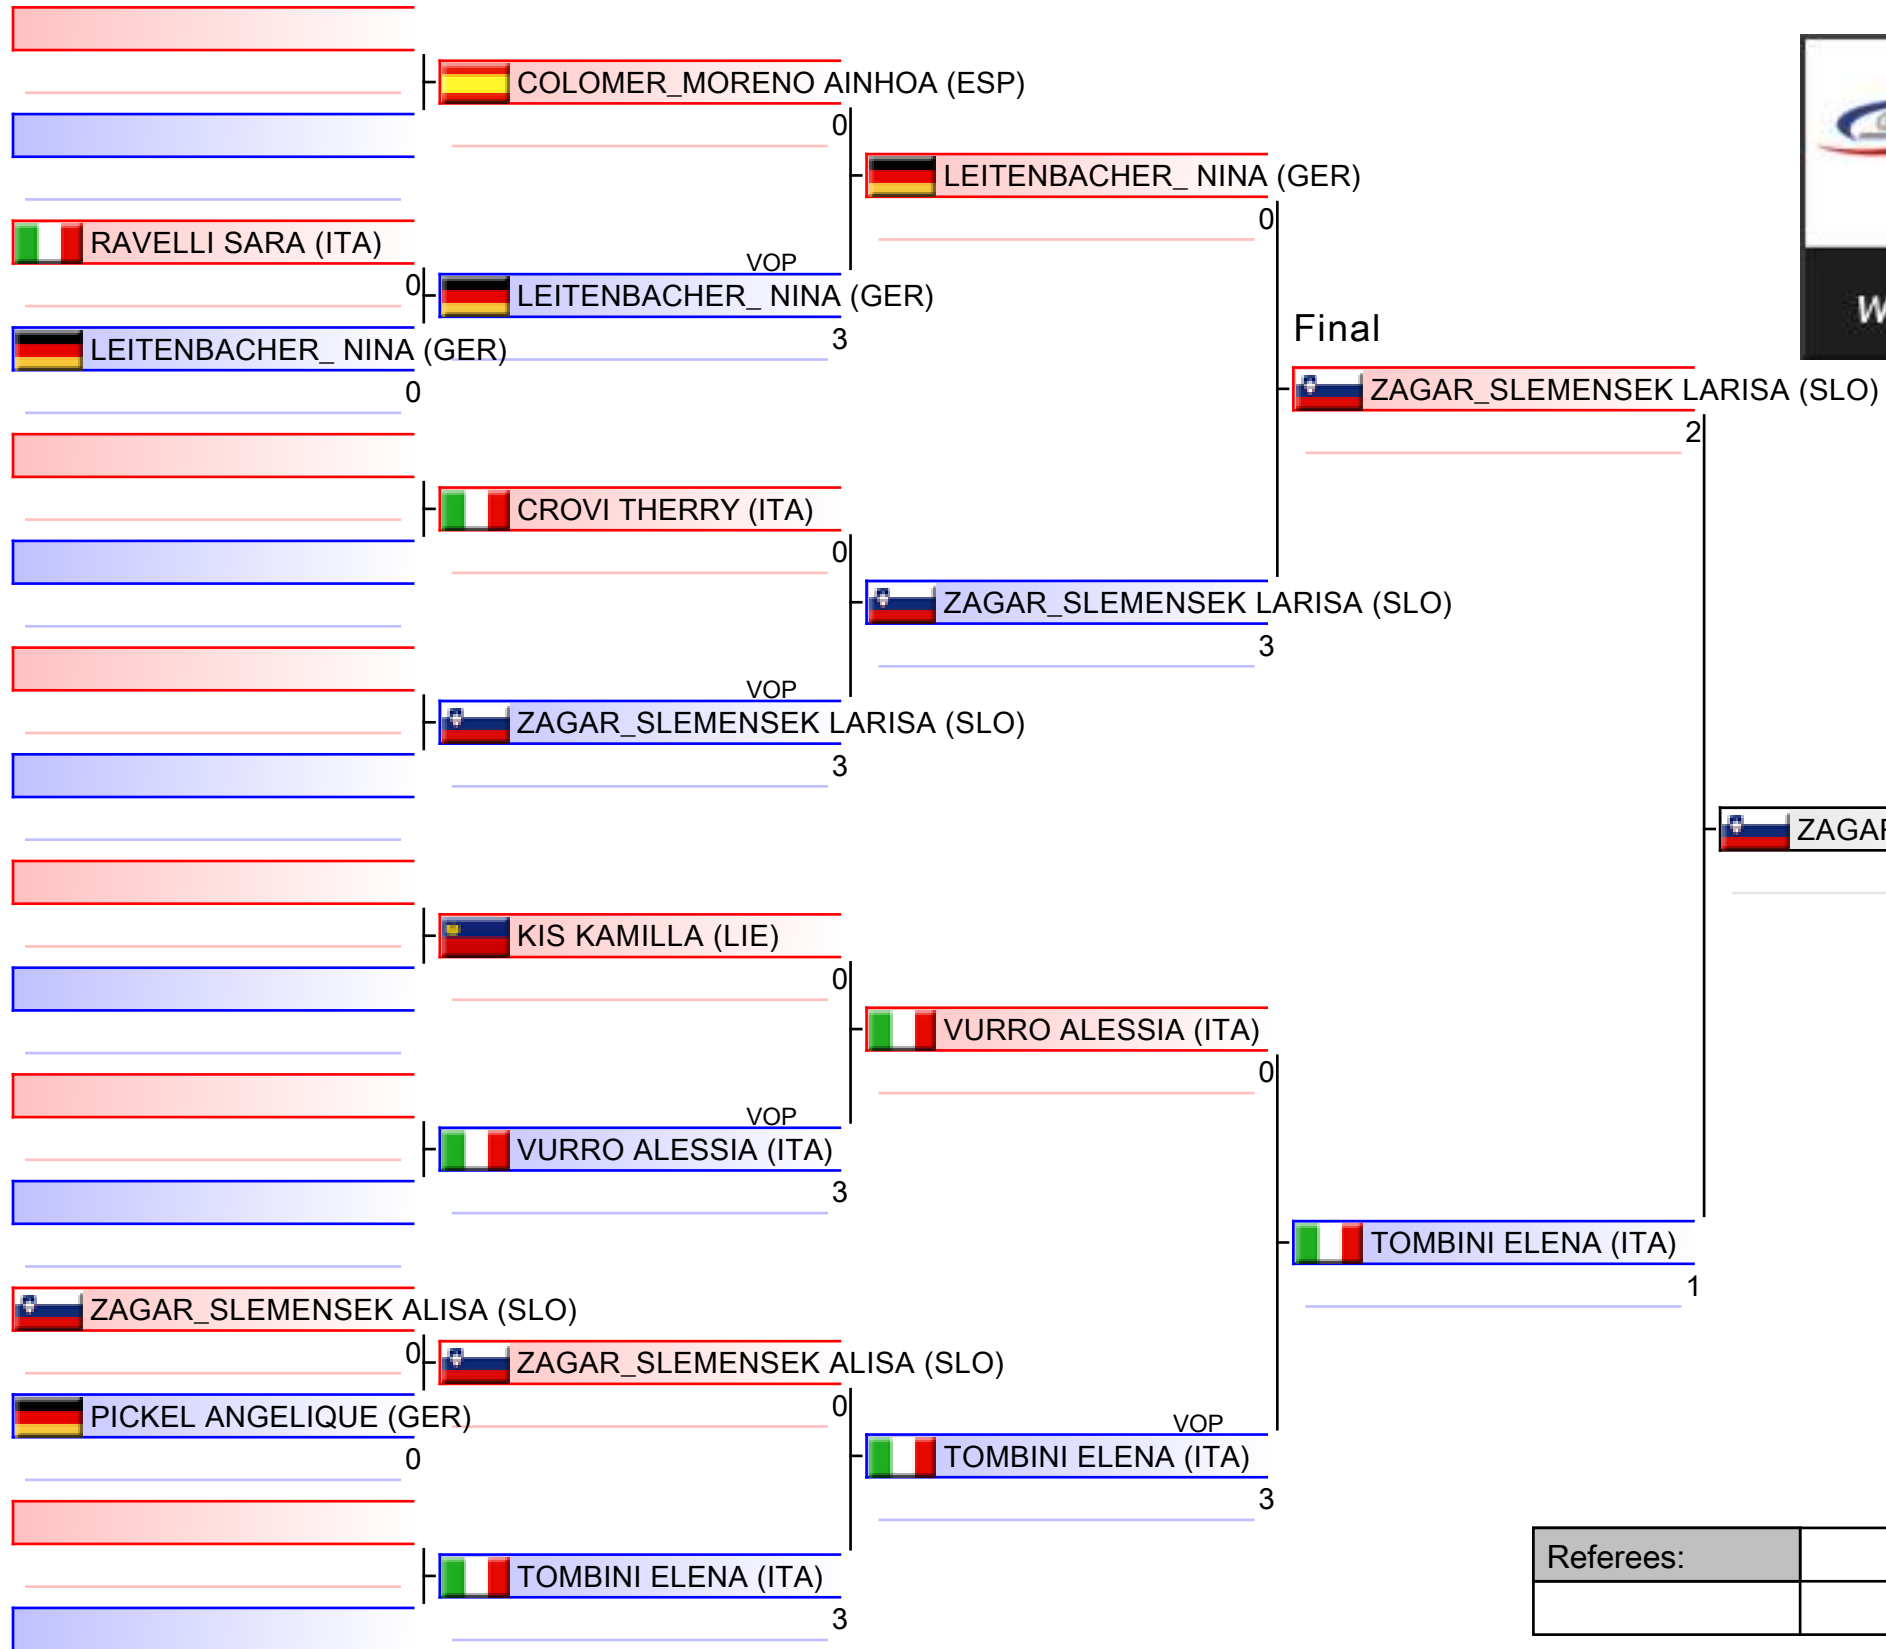 COLOMER_MORENO AINHOA (ESP)
0
LEITENBACHER_ NINA (GER)
0
RAVELLI SARA (ITA)
0
VOP
LEITENBACHER_ NINA (GER)
3
LEITENBACHER_ NINA (GER)
0
Final
ZAGAR_SLEMENSEK LARISA (SLO)
2
CROVI THERRY (ITA)
0
ZAGAR_SLEMENSEK LARISA (SLO)
3
VOP
ZAGAR_SLEMENSEK LARISA (SLO)
3
KIS KAMILLA (LIE)
0
VURRO ALESSIA (ITA)
0
VOP
VURRO ALESSIA (ITA)
3
TOMBINI ELENA (ITA)
1
ZAGAR_SLEMENSEK ALISA (SLO)
0
ZAGAR_SLEMENSEK ALISA (SLO)
0
PICKEL ANGELIQUE (GER)
0
VOP
TOMBINI ELENA (ITA)
3
TOMBINI ELENA (ITA)
3
Referees: